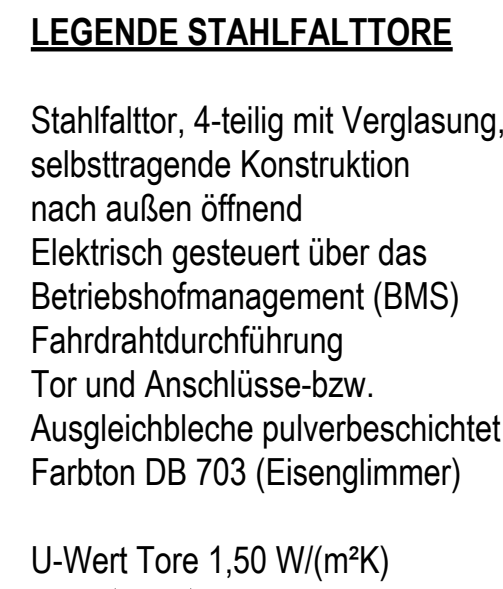 LEGENDE STAHLFALTTORE
Stahlfalttor, 4-teilig mit Verglasung,
selbsttragende Konstruktion
nach außen öffnend
Elektrisch gesteuert über das
Betriebshofmanagement (BMS)
Fahrdrahtdurchführung
Tor und Anschlüsse-bzw.
Ausgleichbleche pulverbeschichtet
Farbton DB 703 (Eisenglimmer)
U-Wert Tore 1,50 W/(m²K)